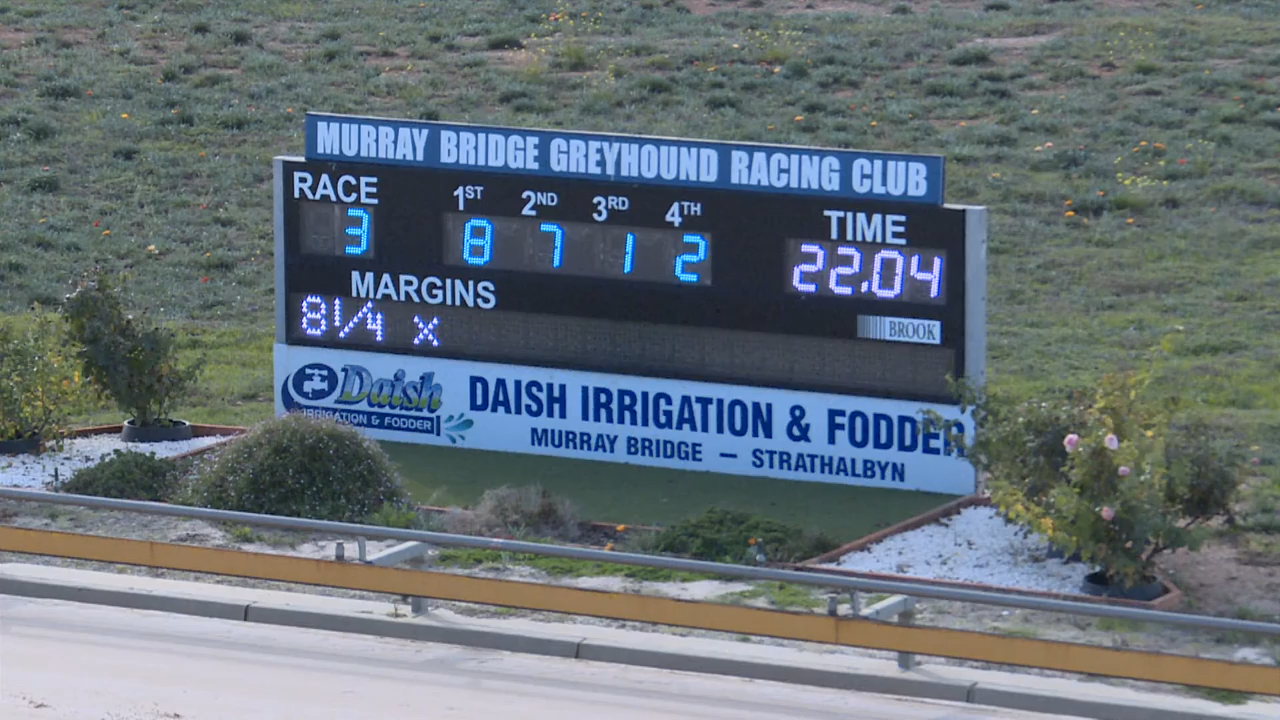 MURRAY BRIDGE GREYHOUND RACING CLUB
RACE 1ST 2ND 3RD 4TH TIME
3 8 7 1 2 22.04
MARGINS
8 1/4 x
BROOK
Daish
IRRIGATION & FODDER
DAISH IRRIGATION & FODDER
MURRAY BRIDGE – STRATHALBYN